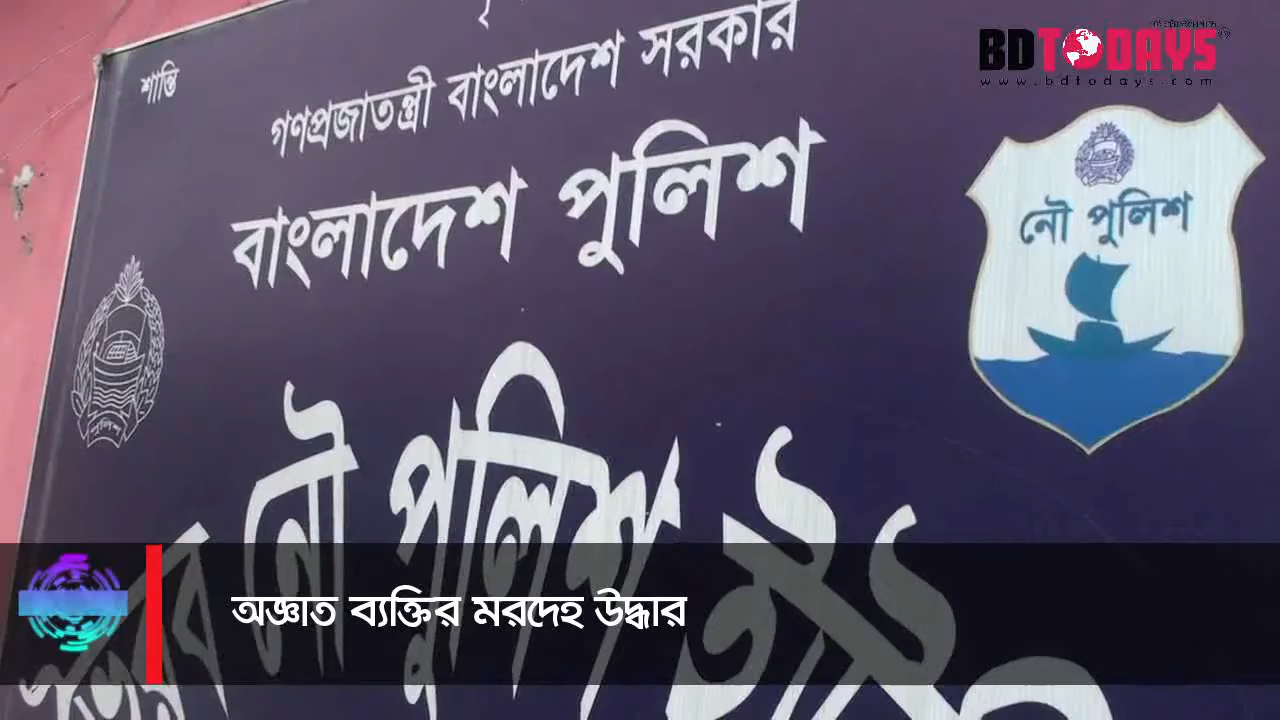 BDTODAYS
www.bdtodays.com
শান্তি
গণপ্রজাতন্ত্রী বাংলাদেশ সরকার
বাংলাদেশ পুলিশ
নৌ পুলিশ
পুলিশ
নৌ পুলিশ
অজ্ঞাত ব্যক্তির মরদেহ উদ্ধার